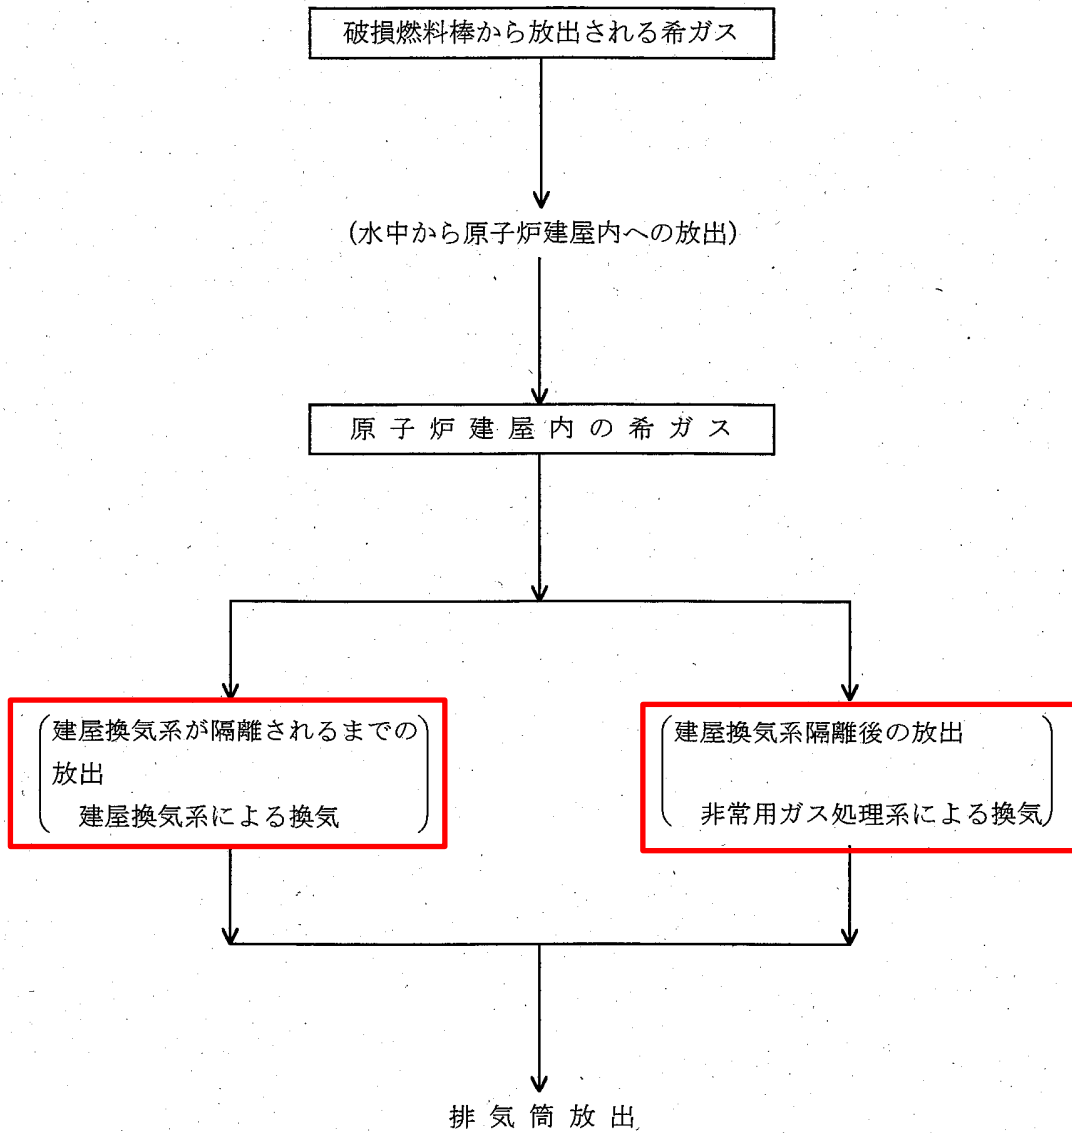 破損燃料棒から放出される希ガス
(水中から原子炉建屋内への放出)
原子炉建屋内の希ガス
建屋換気系が隔離されるまでの
放出
建屋換気系による換気
建屋換気系隔離後の放出
非常用ガス処理系による換気
排気筒放出